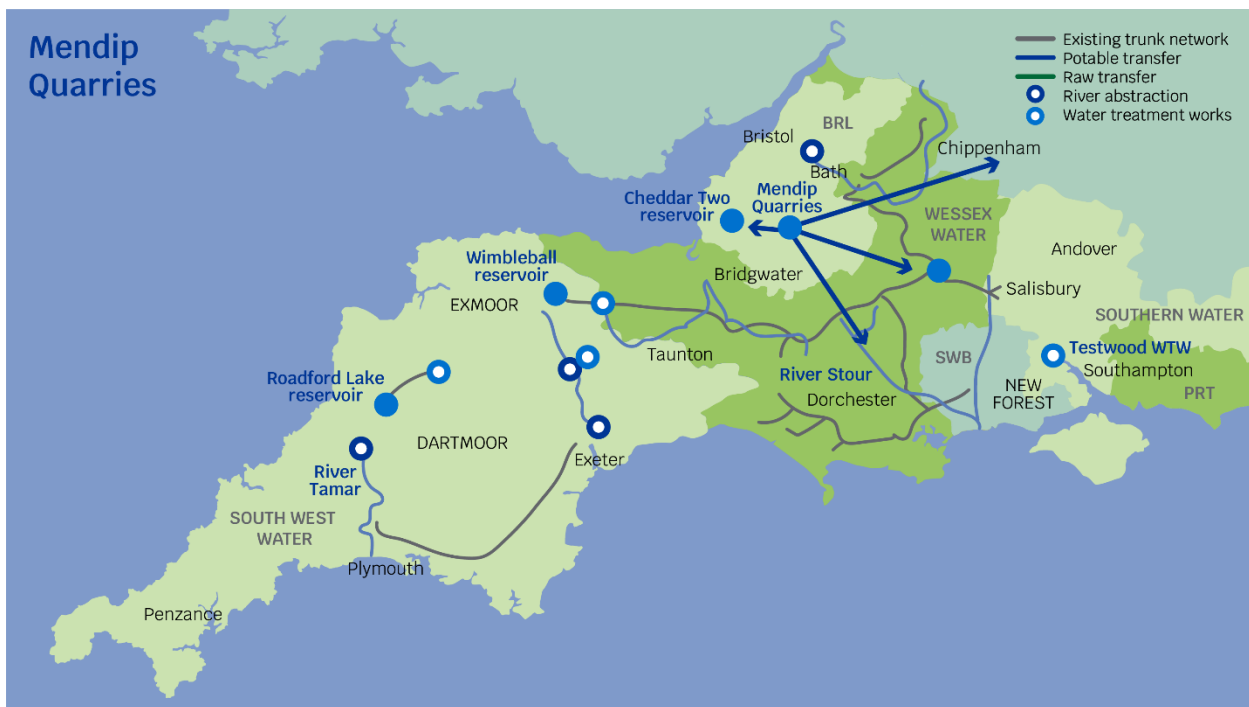 Mendip
Quarries
Existing trunk network
Potable transfer
Raw transfer
River abstraction
Water treatment works
BRL
Bristol
Chippenham
Bath
Cheddar Two
reservoir
Mendip
Quarries
WESSEX
WATER
Andover
Wimbleball
reservoir
Bridgwater
EXMOOR
Salisbury
SOUTHERN WATER
Taunton
SWB
Testwood WTW
Southampton
Roadford Lake
reservoir
River Stour
Dorchester
NEW
FOREST
PRT
DARTMOOR
Exeter
River
Tamar
SOUTH WEST
WATER
Plymouth
Penzance